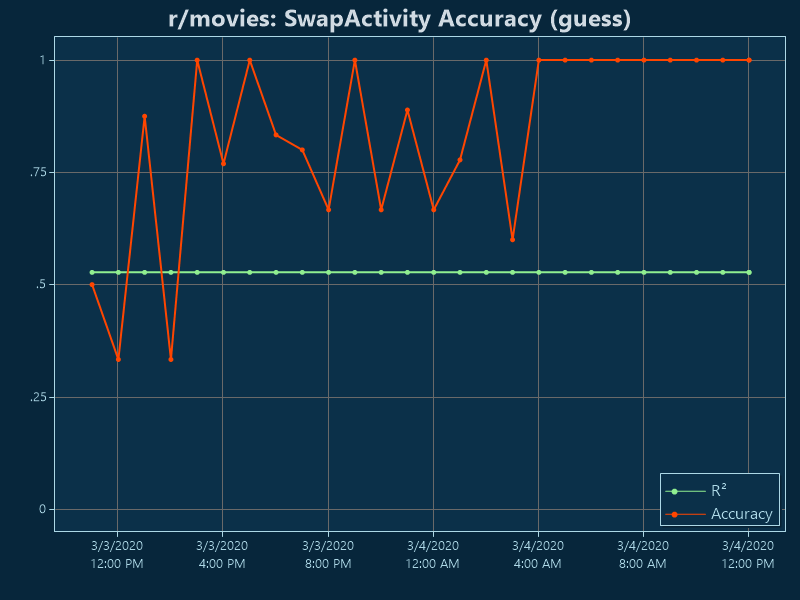 r/movies: SwapActivity Accuracy (guess)
1
.75
.5
.25
0
R²
Accuracy
3/3/2020 3/3/2020 3/3/2020 3/4/2020 3/4/2020 3/4/2020 3/4/2020
12:00 PM 4:00 PM 8:00 PM 12:00 AM 4:00 AM 8:00 AM 12:00 PM